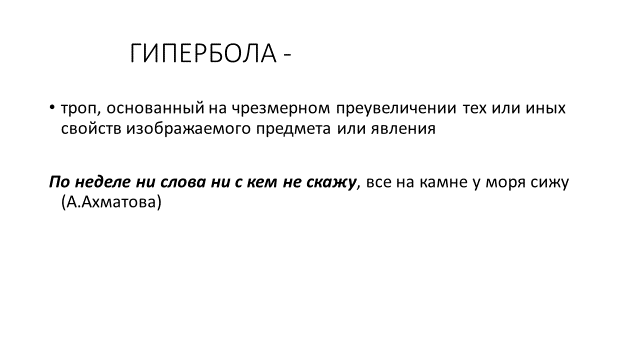 ГИПЕРБОЛА -
• троп, основанный на чрезмерном преувеличении тех или иных
свойств изображаемого предмета или явления
По неделе ни слова ни с кем не скажу, все на камне у моря сижу
(А.Ахматова)